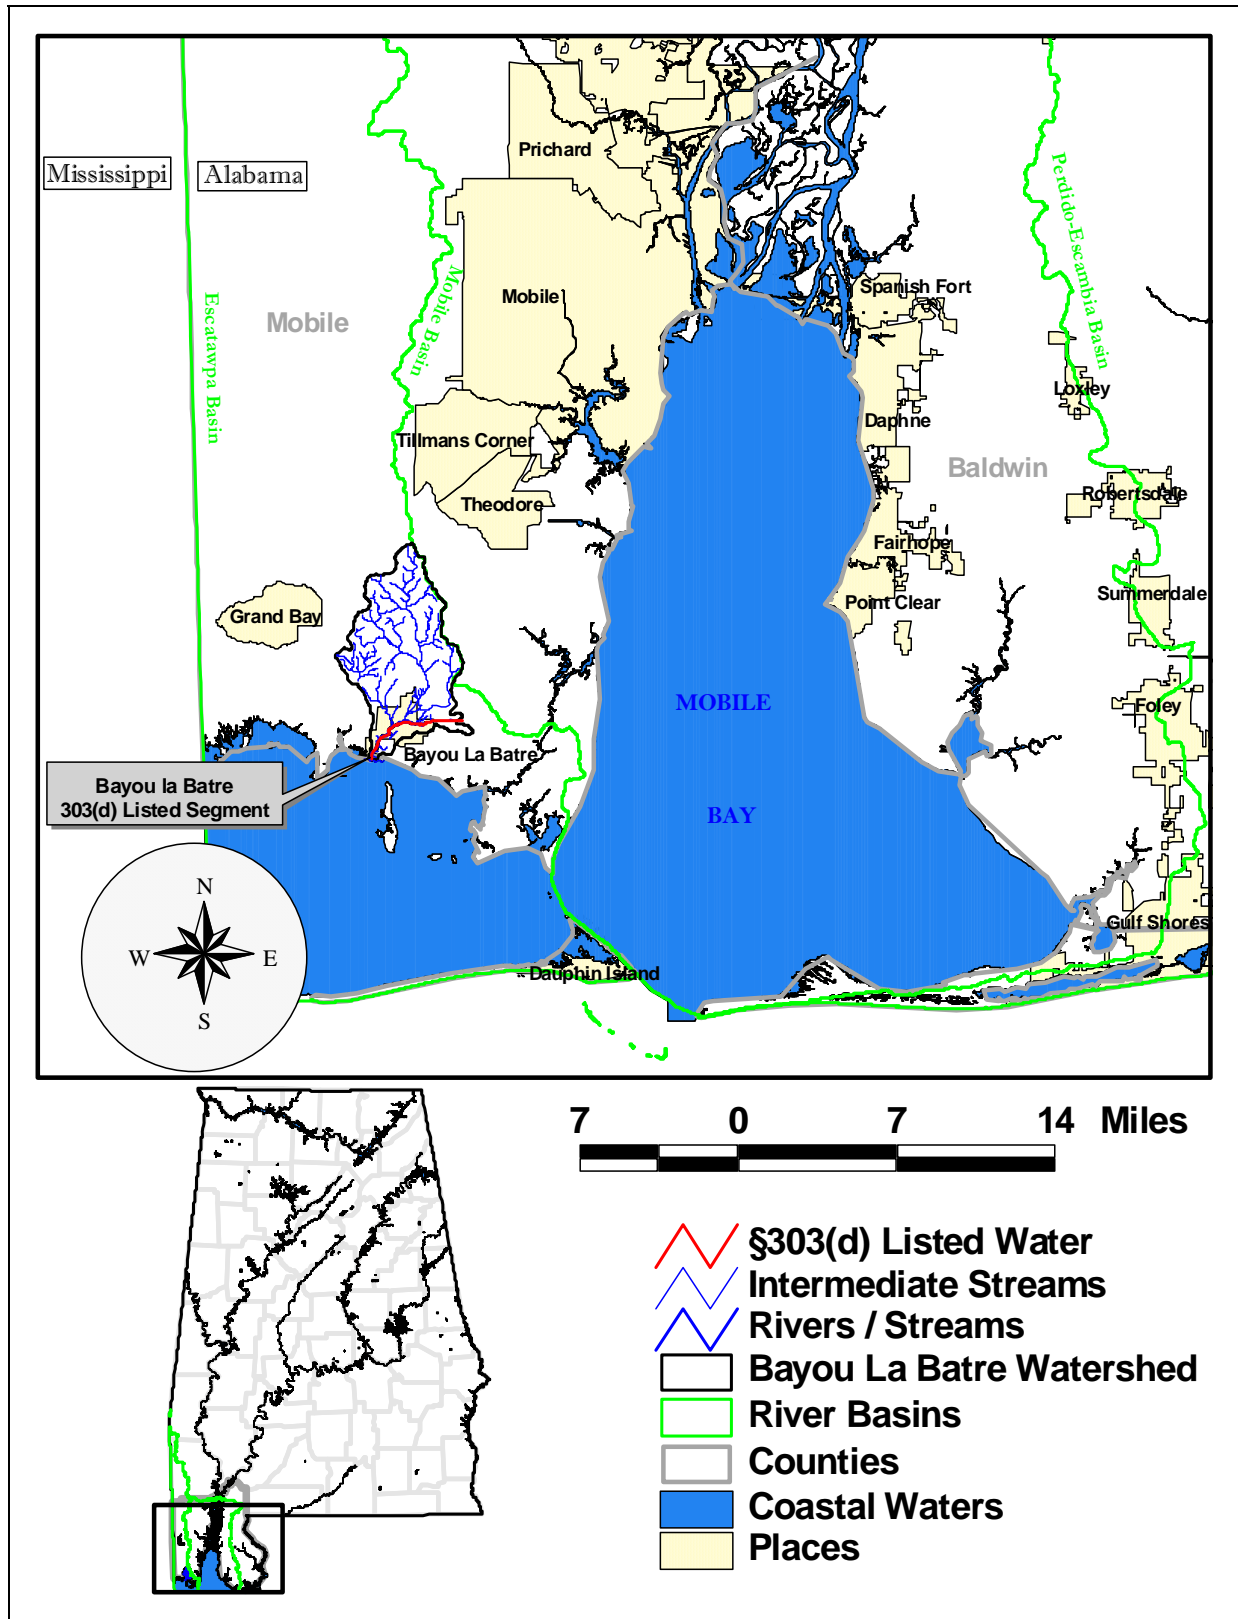 Prichard
Mississippi
Alabama
Mobile Basin
Perdido-Escambia Basin
Escatawpa Basin
Mobile
Mobile
Spanish Fort
Loxley
Daphne
Tillmans Corner
Baldwin
Theodore
Robertsdale
Fairhope
Grand Bay
Point Clear
Summerdale
MOBILE
BAY
Foley
Bayou La Batre
Bayou la Batre
303(d) Listed Segment
Gulf Shores
Dauphin Island
N
W
E
S
7 0 7 14 Miles
§303(d) Listed Water
Intermediate Streams
Rivers / Streams
Bayou La Batre Watershed
River Basins
Counties
Coastal Waters
Places